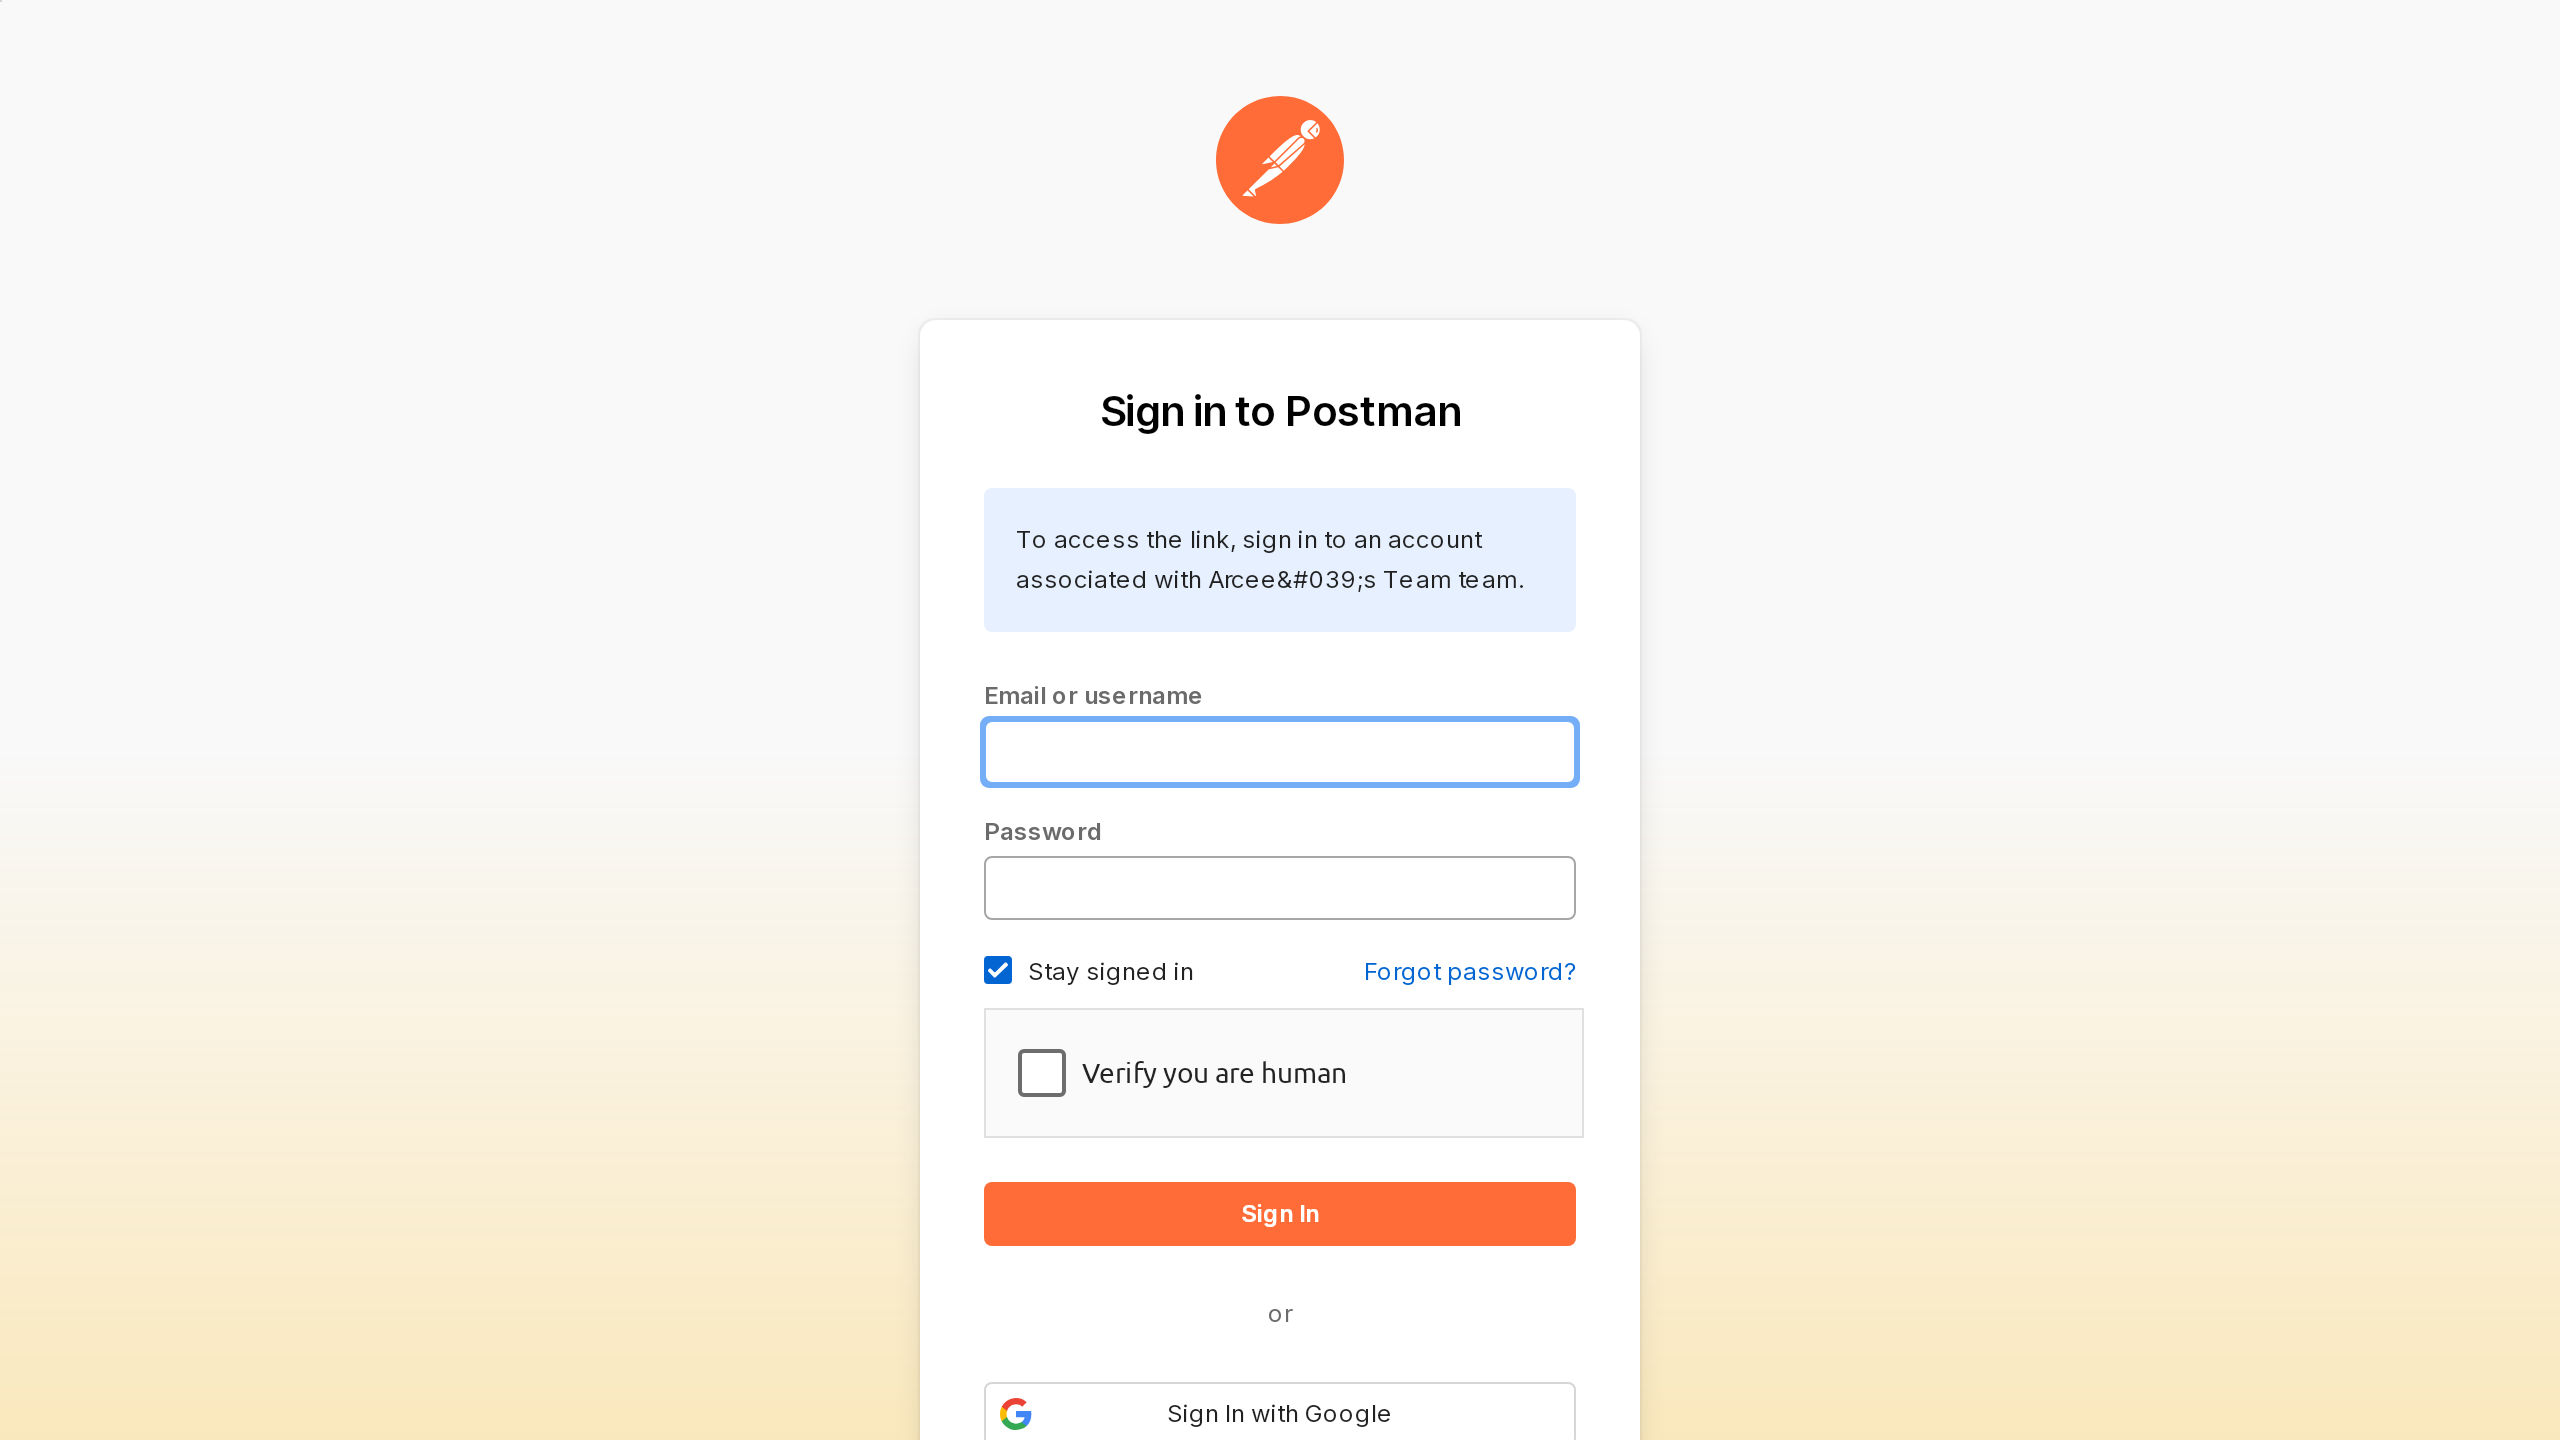 Sign in to Postman
To access the link, sign in to an account
associated with Arcee&#039;s Team team.
Email or username
Password
Stay signed in
Forgot password?
Verify you are human
Sign In
or
Sign In with Google